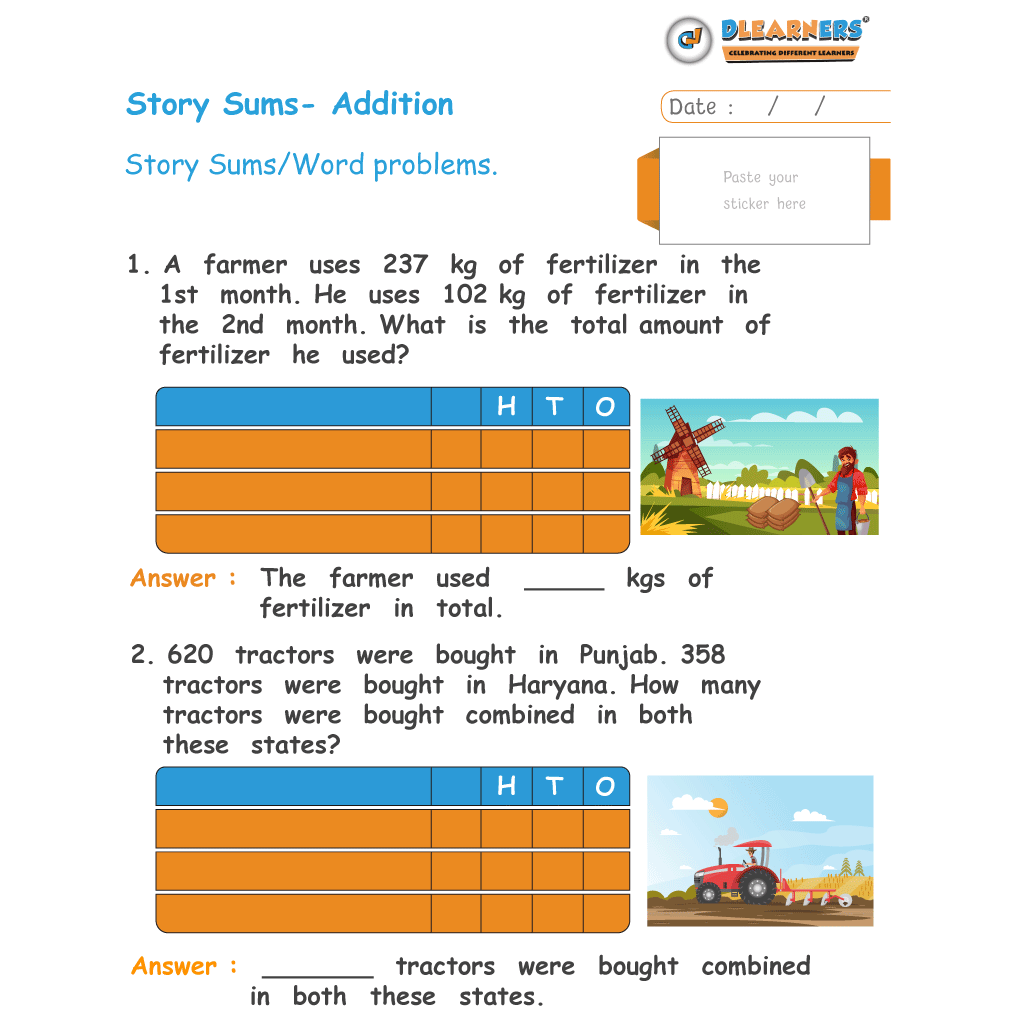 DLEARNERS®
CELEBRATING DIFFERENT LEARNERS
Story Sums- Addition
Date : / /
Story Sums/Word problems.
Paste your
sticker here
1. A farmer uses 237 kg of fertilizer in the
1st month. He uses 102 kg of fertilizer in
the 2nd month. What is the total amount of
fertilizer he used?
H T O
Answer : The farmer used ______ kgs of
fertilizer in total.
2. 620 tractors were bought in Punjab. 358
tractors were bought in Haryana. How many
tractors were bought combined in both
these states?
H T O
Answer : ________ tractors were bought combined
in both these states.